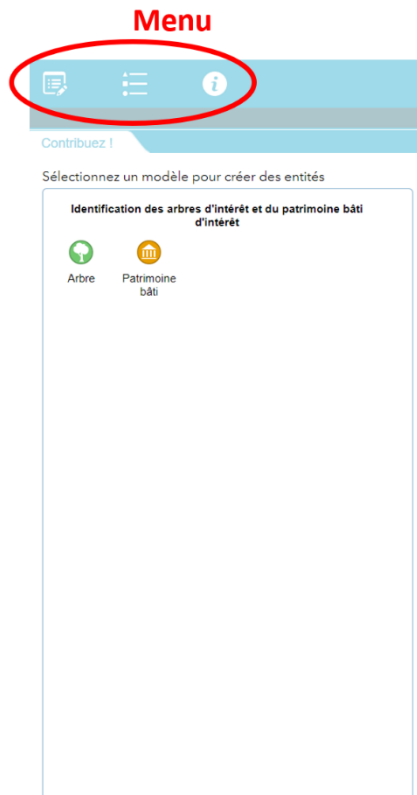 Menu
Contribuez !
Sélectionnez un modèle pour créer des entités
Identification des arbres d'intérêt et du patrimoine bâti
d'intérêt
Arbre
Patrimoine
bâti